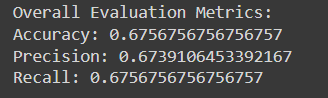 Overall Evaluation Metrics:
Accuracy: 0.6756756756756757
Precision: 0.6739106453392167
Recall: 0.6756756756756757